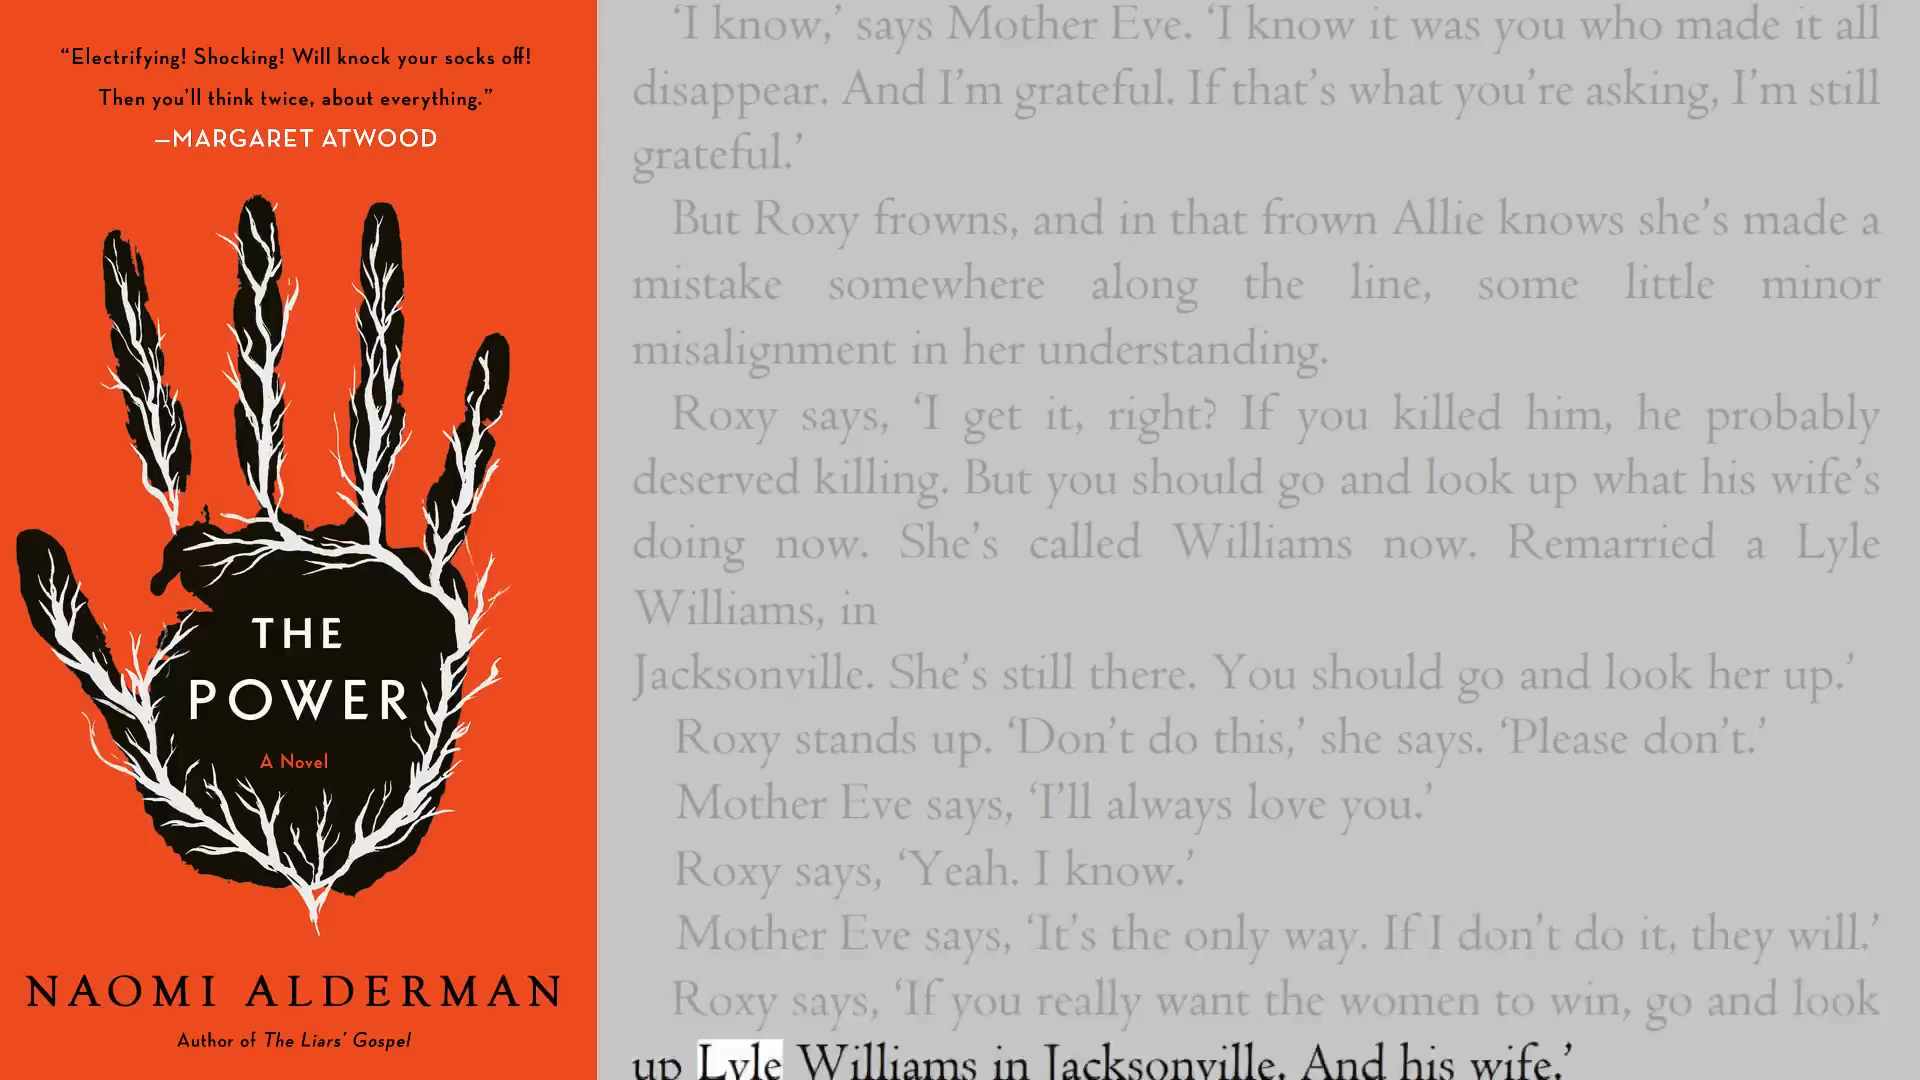 “Electrifying! Shocking! Will knock your socks off!
Then you’ll think twice, about everything.”
—MARGARET ATWOOD
THE
POWER
A Novel
NAOMI ALDERMAN
Author of The Liars’ Gospel
‘I know,’ says Mother Eve. ‘I know it was you who made it all
disappear. And I’m grateful. If that’s what you’re asking, I’m still
grateful.’
But Roxy frowns, and in that frown Allie knows she’s made a
mistake somewhere along the line, some little minor
misalignment in her understanding.
Roxy says, ‘I get it, right? If you killed him, he probably
deserved killing. But you should go and look up what his wife’s
doing now. She’s called Williams now. Remarried a Lyle
Williams, in
Jacksonville. She’s still there. You should go and look her up.’
Roxy stands up. ‘Don’t do this,’ she says. ‘Please don’t.’
Mother Eve says, ‘I’ll always love you.’
Roxy says, ‘Yeah. I know.’
Mother Eve says, ‘It’s the only way. If I don’t do it, they will.’
Roxy says, ‘If you really want the women to win, go and look
up Lyle Williams in Jacksonville. And his wife.’